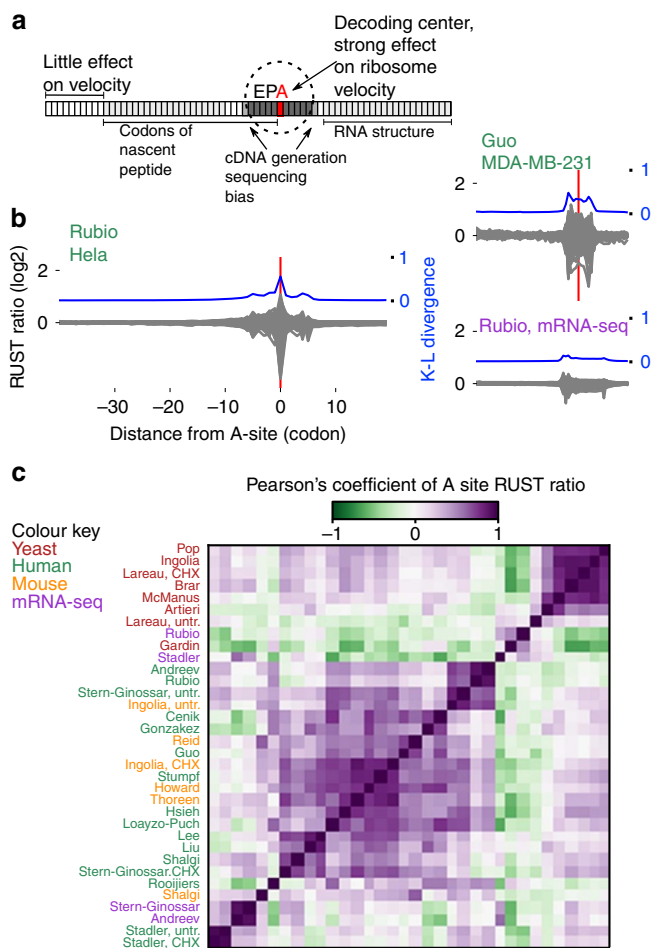 a
Little effect
on velocity
Decoding center,
strong effect
on ribosome
velocity
EPA
Codons of
nascent
peptide
cDNA generation
sequencing
bias
RNA structure
b
Rubio
Hela
RUST ratio (log2)
2
0
1
0
K-L divergence
−30 −20 −10 0 10
Distance from A-site (codon)
Guo
MDA-MB-231
2
0
1
0
Rubio, mRNA-seq
2
0
1
0
c
Pearson's coefficient of A site RUST ratio
−1 0 1
Colour key
Yeast
Human
Mouse
mRNA-seq
Pop
Ingolia
Lareau, CHX
Brar
McManus
Artieri
Lareau, untr.
Rubio
Gardin
Stadler
Andreev
Rubio
Stern-Ginossar, untr.
Ingolia, untr.
Cenik
Gonzakez
Reid
Guo
Ingolia, CHX
Stumpf
Howard
Thoreen
Hsieh
Loayzo-Puch
Lee
Liu
Shalgi
Stern-Ginossar.CHX
Rooijiers
Shalgi
Stern-Ginossar
Andreev
Stadler, untr.
Stadler, CHX